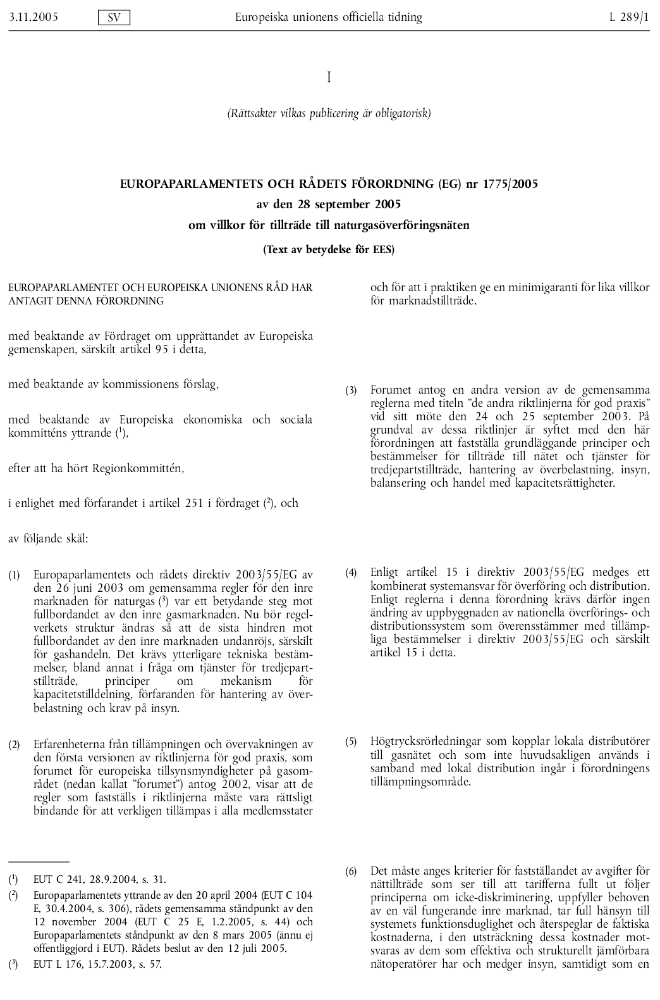 3.11.2005 SV Europeiska unionens officiella tidning L 289/1
I
(Rättsakter vilkas publicering är obligatorisk)
EUROPAPARLAMENTETS OCH RÅDETS FÖRORDNING (EG) nr 1775/2005
av den 28 september 2005
om villkor för tillträde till naturgasöverföringsnäten
(Text av betydelse för EES)
EUROPAPARLAMENTET OCH EUROPEISKA UNIONENS RÅD HAR
ANTAGIT DENNA FÖRORDNING
med beaktande av Fördraget om upprättandet av Europeiska
gemenskapen, särskilt artikel 95 i detta,
med beaktande av kommissionens förslag,
med beaktande av Europeiska ekonomiska och sociala
kommitténs yttrande (1),
efter att ha hört Regionkommittén,
i enlighet med förfarandet i artikel 251 i fördraget (2), och
av följande skäl:
(1) Europaparlamentets och rådets direktiv 2003/55/EG av
den 26 juni 2003 om gemensamma regler för den inre
marknaden för naturgas (3) var ett betydande steg mot
fullbordandet av den inre gasmarknaden. Nu bör regel-
verkets struktur ändras så att de sista hindren mot
fullbordandet av den inre marknaden undanröjs, särskilt
för gashandeln. Det krävs ytterligare tekniska bestäm-
melser, bland annat i fråga om tjänster för tredjepart-
stillträde, principer om mekanism för
kapacitetstilldelning, förfaranden för hantering av över-
belastning och krav på insyn.
(2) Erfarenheterna från tillämpningen och övervakningen av
den första versionen av riktlinjerna för god praxis, som
forumet för europeiska tillsynsmyndigheter på gasom-
rådet (nedan kallat ”forumet”) antog 2002, visar att de
regler som fastställs i riktlinjerna måste vara rättsligt
bindande för att verkligen tillämpas i alla medlemsstater
(1) EUT C 241, 28.9.2004, s. 31.
(2) Europaparlamentets yttrande av den 20 april 2004 (EUT C 104
E, 30.4.2004, s. 306), rådets gemensamma ståndpunkt av den
12 november 2004 (EUT C 25 E, 1.2.2005, s. 44) och
Europaparlamentets ståndpunkt av den 8 mars 2005 (ännu ej
offentliggjord i EUT). Rådets beslut av den 12 juli 2005.
(3) EUT L 176, 15.7.2003, s. 57.
och för att i praktiken ge en minimigaranti för lika villkor
för marknadstillträde.
(3) Forumet antog en andra version av de gemensamma
reglerna med titeln ”de andra riktlinjerna för god praxis”
vid sitt möte den 24 och 25 september 2003. På
grundval av dessa riktlinjer är syftet med den här
förordningen att fastställa grundläggande principer och
bestämmelser för tillträde till nätet och tjänster för
tredjepartstillträde, hantering av överbelastning, insyn,
balansering och handel med kapacitetsrättigheter.
(4) Enligt artikel 15 i direktiv 2003/55/EG medges ett
kombinerat systemansvar för överföring och distribution.
Enligt reglerna i denna förordning krävs därför ingen
ändring av uppbyggnaden av nationella överförings- och
distributionssystem som överensstämmer med tillämp-
liga bestämmelser i direktiv 2003/55/EG och särskilt
artikel 15 i detta.
(5) Högtrycksrörledningar som kopplar lokala distributörer
till gasnätet och som inte huvudsakligen används i
samband med lokal distribution ingår i förordningens
tillämpningsområde.
(6) Det måste anges kriterier för fastställandet av avgifter för
nättillträde som ser till att tarifferna fullt ut följer
principerna om icke-diskriminering, uppfyller behoven
av en väl fungerande inre marknad, tar full hänsyn till
systemets funktionsduglighet och återspeglar de faktiska
kostnaderna, i den utsträckning dessa kostnader mot-
svaras av dem som effektiva och strukturellt jämförbara
nätoperatörer har och medger insyn, samtidigt som en